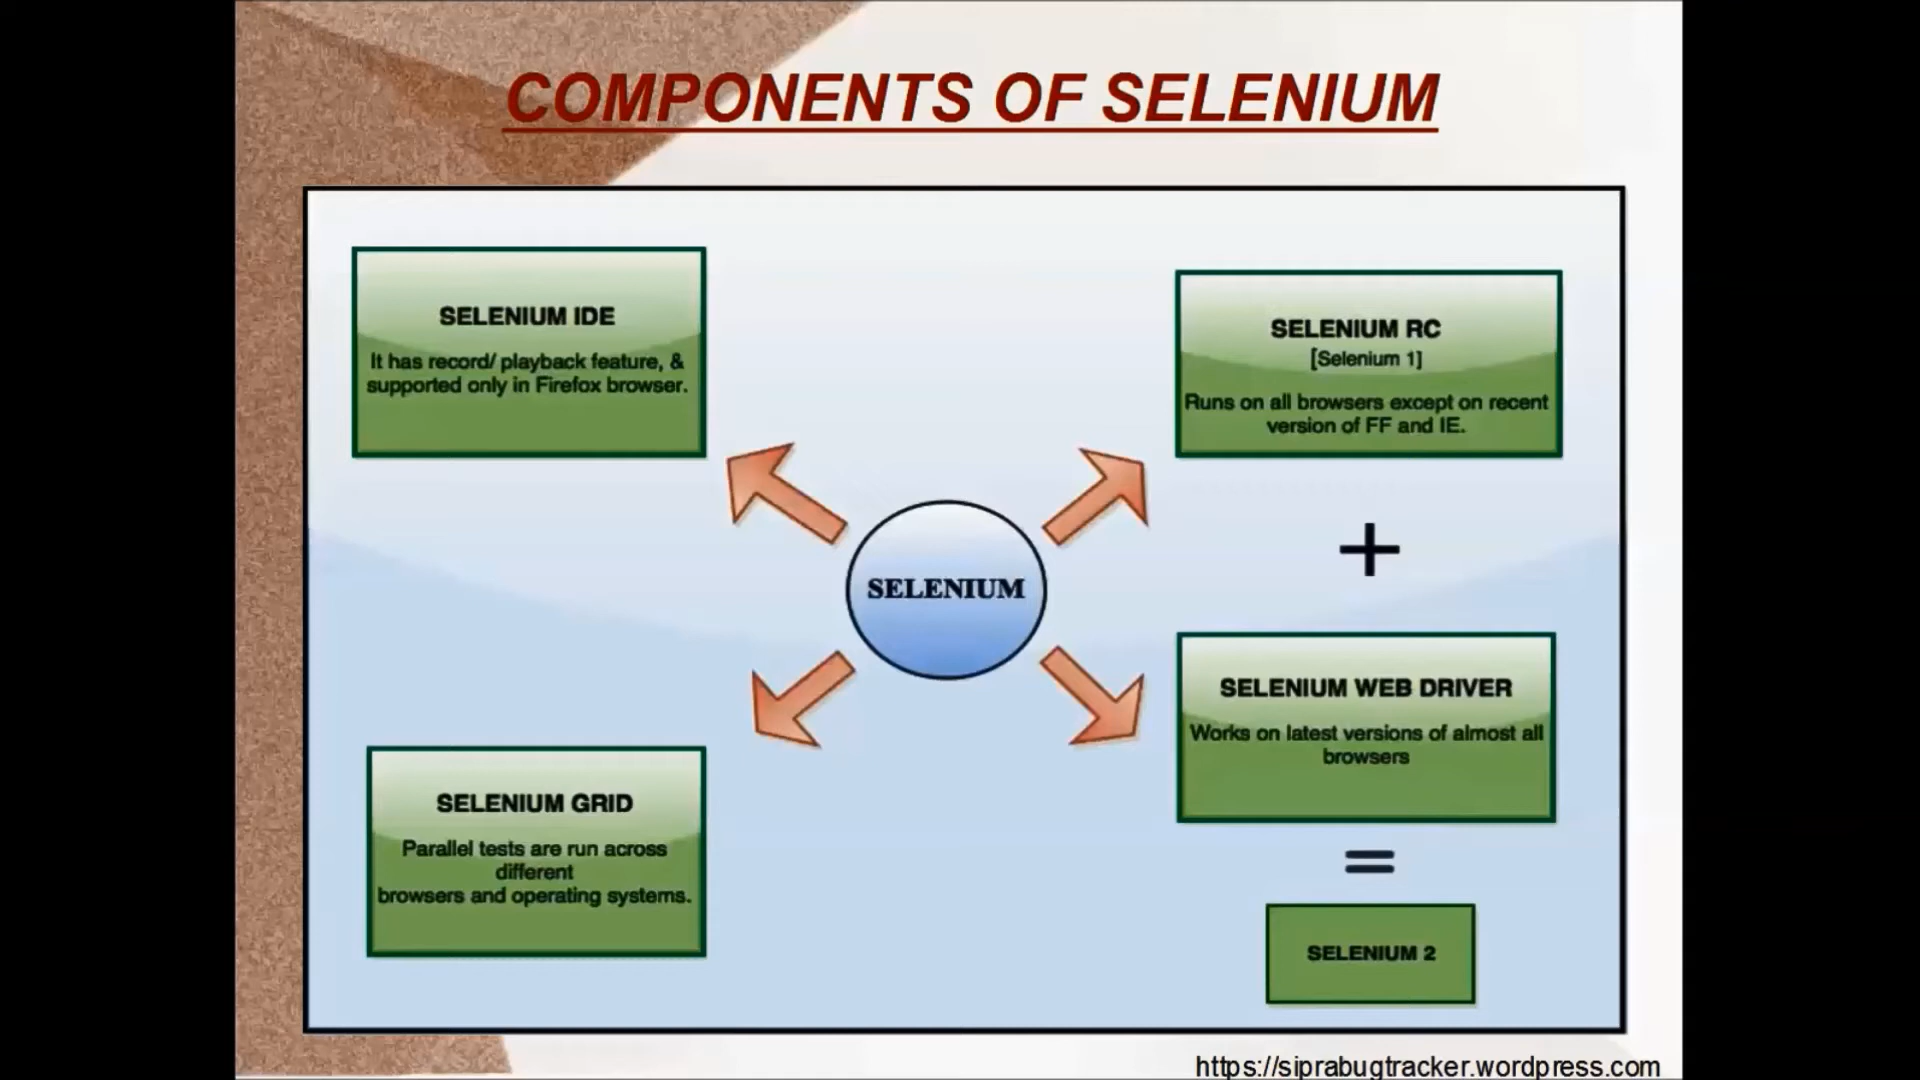 COMPONENTS OF SELENIUM
SELENIUM IDE
It has record/ playback feature, &
supported only in Firefox browser.
SELENIUM RC
[Selenium 1]
Runs on all browsers except on recent
version of FF and IE.
+
SELENIUM
SELENIUM WEB DRIVER
Works on latest versions of almost all
browsers
SELENIUM GRID
Parallel tests are run across
different
browsers and operating systems.
=
SELENIUM 2
https://siprabugtracker.wordpress.com